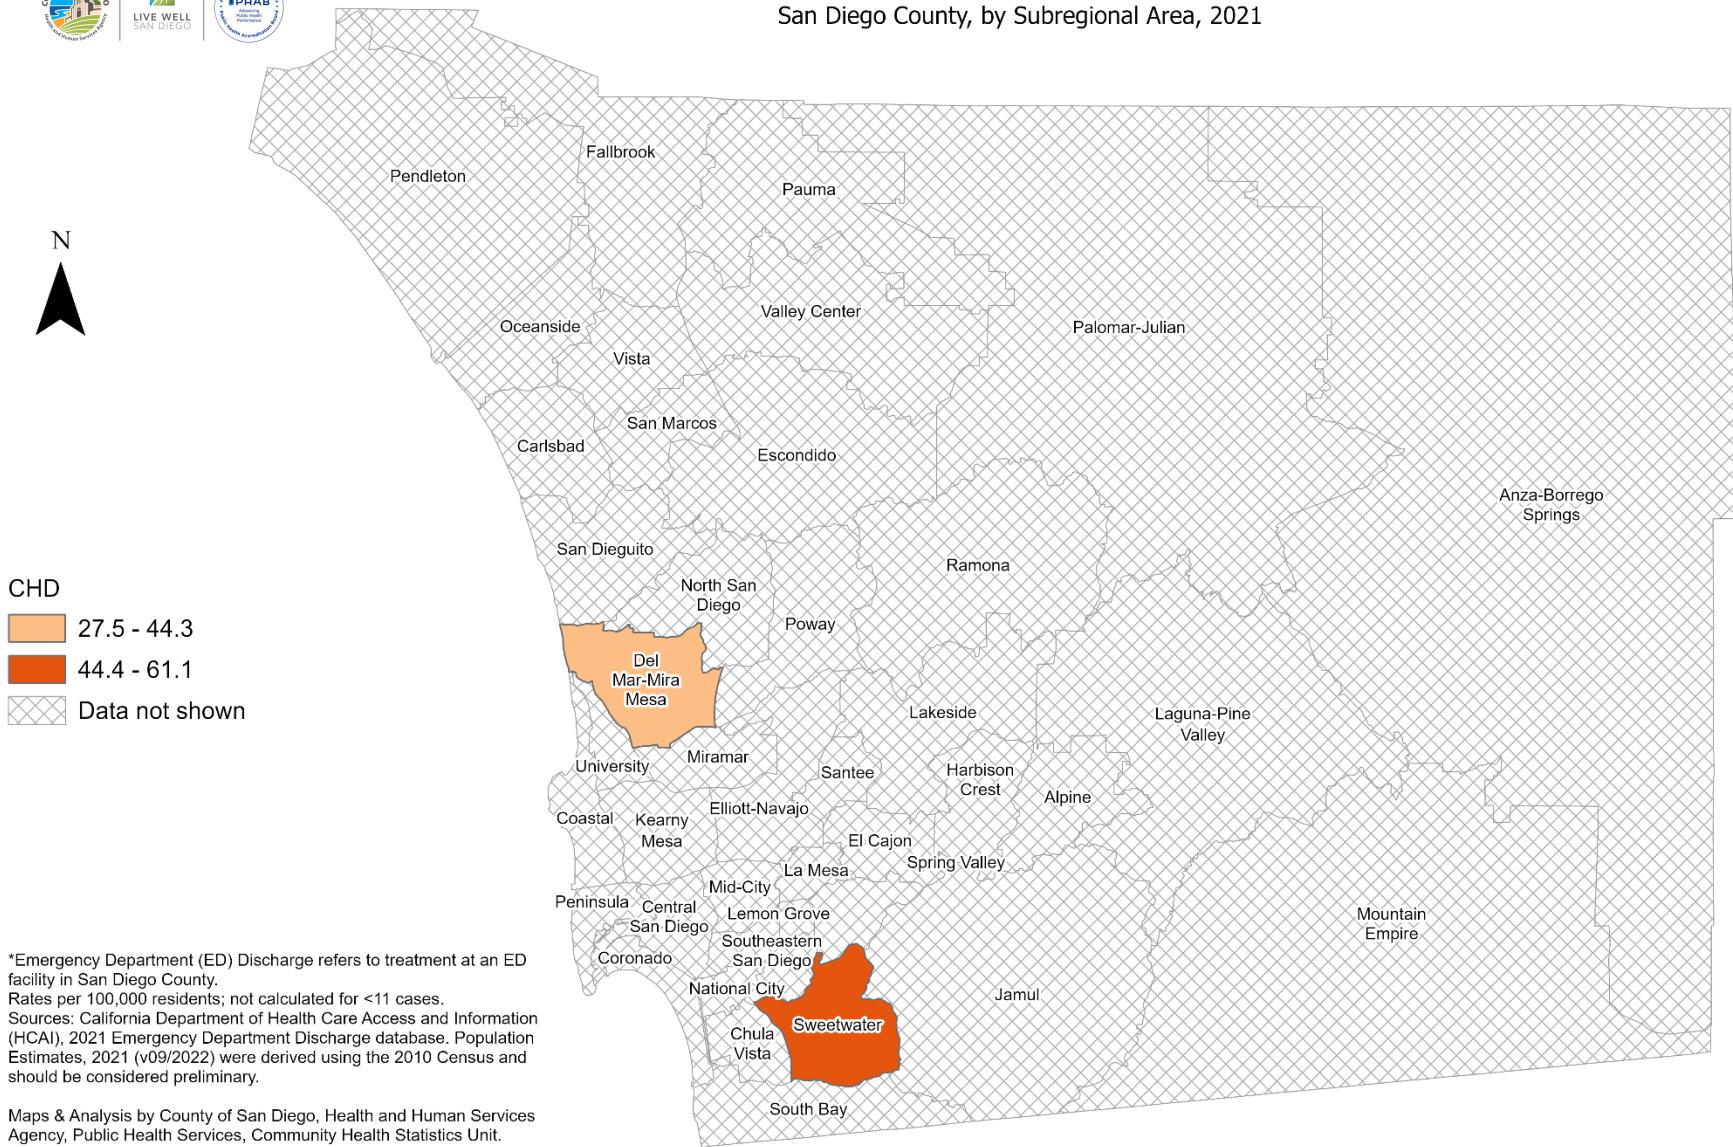 LIVE WELL
SAN DIEGO
PHAB
Advancing
Public Health
Performance
San Diego County, by Subregional Area, 2021
Fallbrook
Pendleton
Pauma
N
Valley Center
Oceanside
Palomar-Julian
Vista
San Marcos
Carlsbad
Escondido
Anza-Borrego
Springs
San Dieguito
Ramona
North San
Diego
Poway
CHD
27.5 - 44.3
44.4 - 61.1
Data not shown
Del
Mar-Mira
Mesa
Lakeside
Laguna-Pine
Valley
Miramar
University
Santee
Harbison
Crest
Alpine
Elliott-Navajo
Coastal
Kearny
Mesa
El Cajon
Spring Valley
La Mesa
Mid-City
Peninsula
Central
San Diego
Lemon Grove
Mountain
Empire
Southeastern
San Diego
Coronado
National City
Jamul
Sweetwater
Chula
Vista
South Bay
*Emergency Department (ED) Discharge refers to treatment at an ED
facility in San Diego County.
Rates per 100,000 residents; not calculated for <11 cases.
Sources: California Department of Health Care Access and Information
(HCAI), 2021 Emergency Department Discharge database. Population
Estimates, 2021 (v09/2022) were derived using the 2010 Census and
should be considered preliminary.
Maps & Analysis by County of San Diego, Health and Human Services
Agency, Public Health Services, Community Health Statistics Unit.